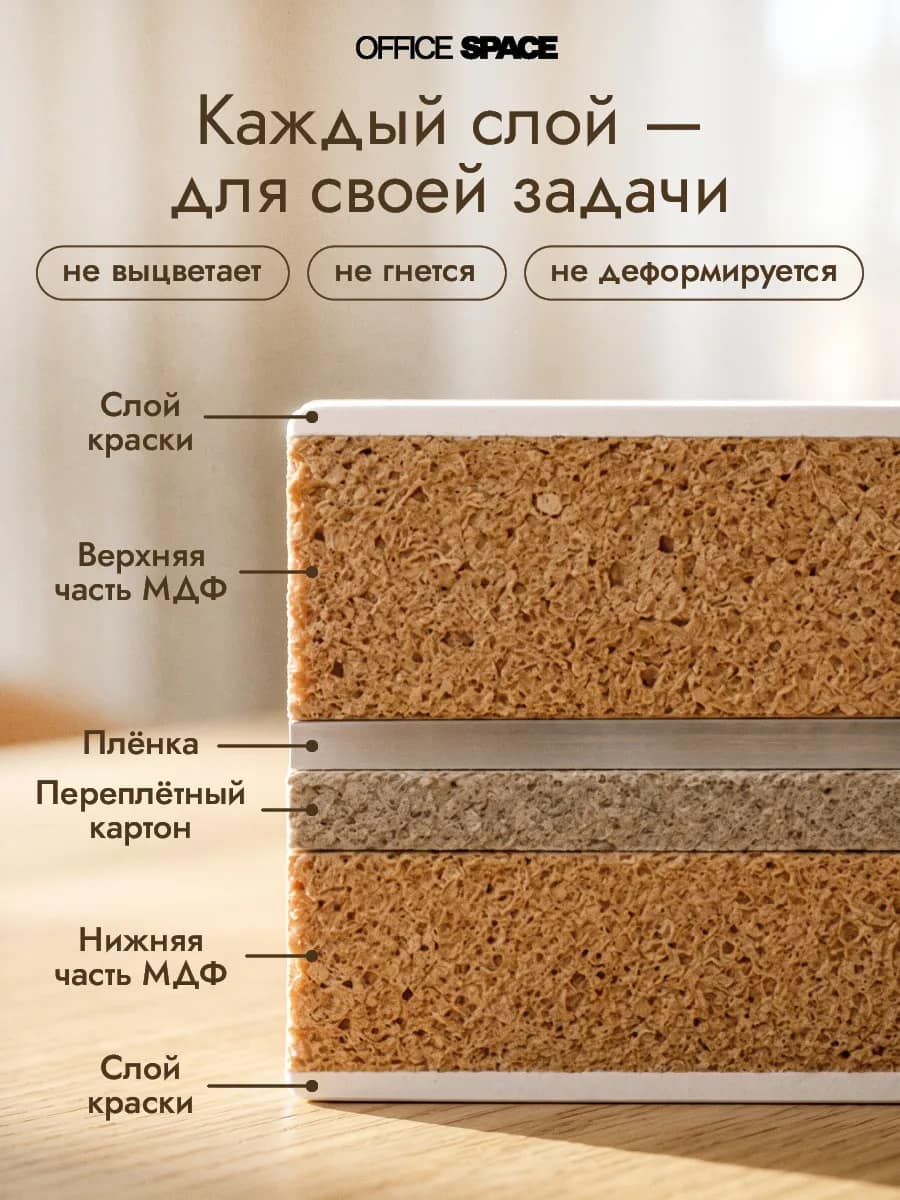 OFFICE SPACE
Каждый слой —
для своей задачи
не выцветает
не гнется
не деформируется
Слой
краски
Верхняя
часть МДФ
Плёнка
Переплётный
картон
Нижняя
часть МДФ
Слой
краски